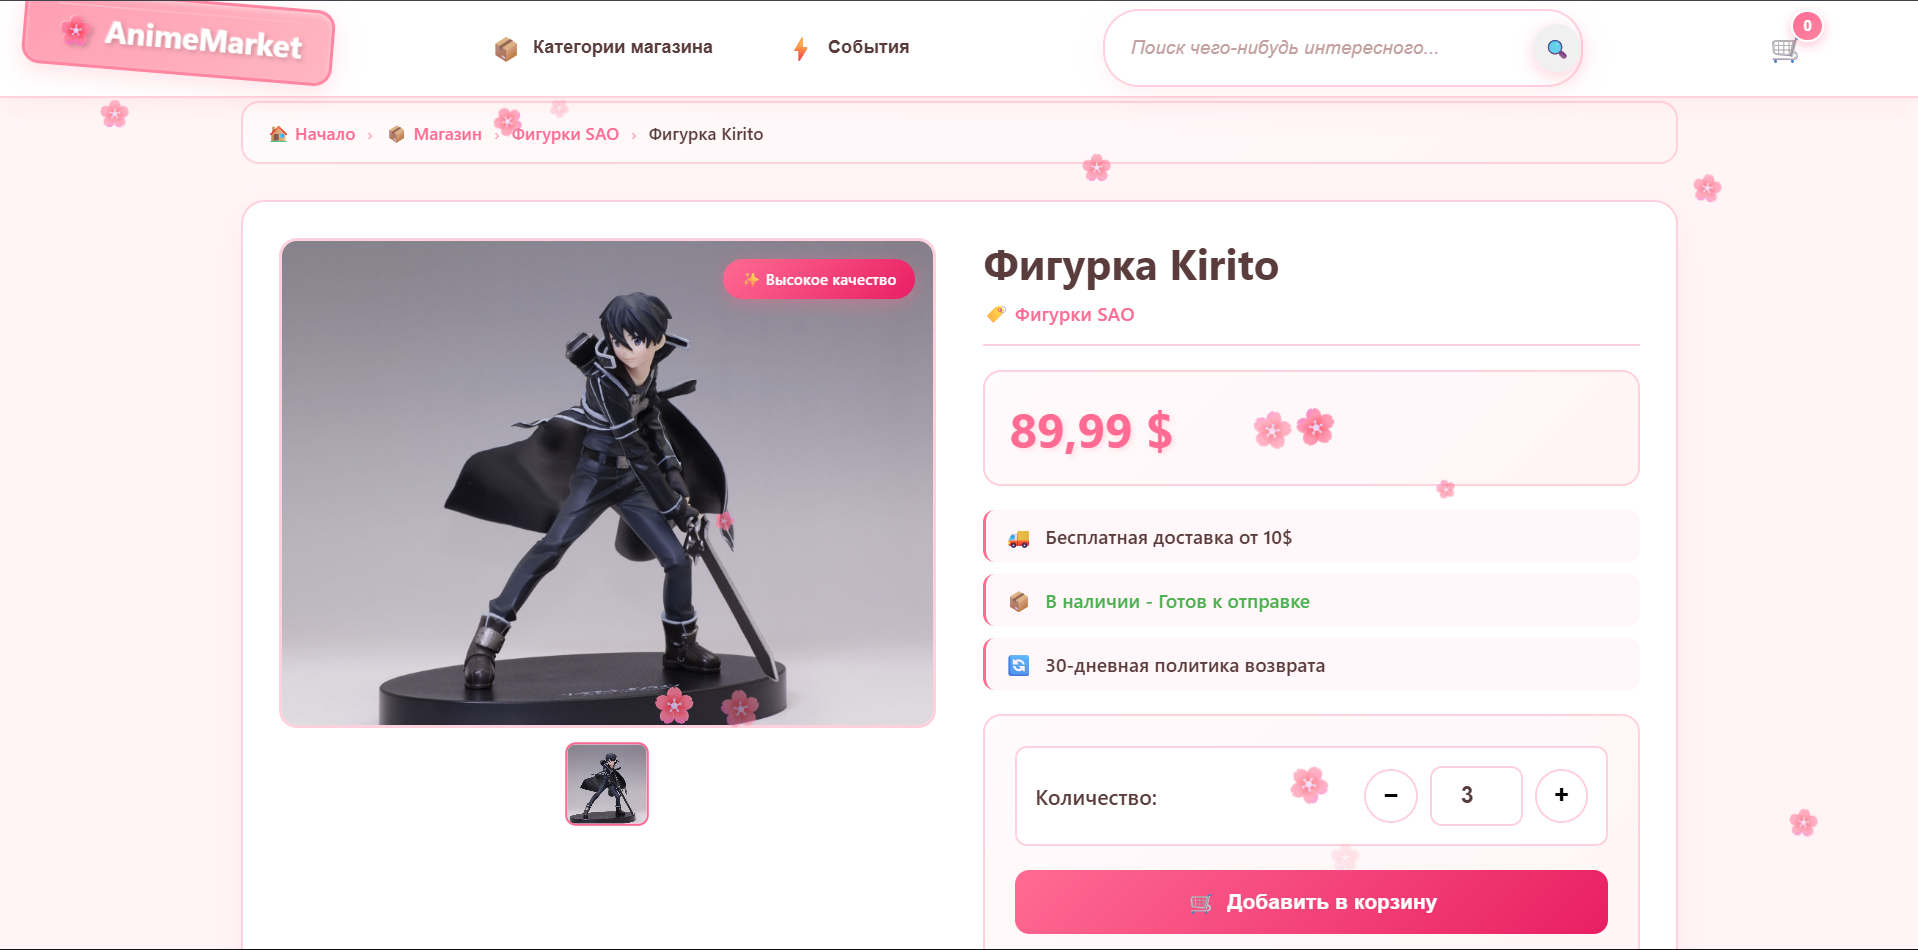 AnimeMarket
Категории магазина
События
Поиск чего-нибудь интересного...
0
Начало › Магазин › Фигурки SAO › Фигурка Kirito
Высокое качество
Фигурка Kirito
Фигурки SAO
89,99 $
Бесплатная доставка от 10$
В наличии - Готов к отправке
30-дневная политика возврата
Количество:
− 3 +
Добавить в корзину